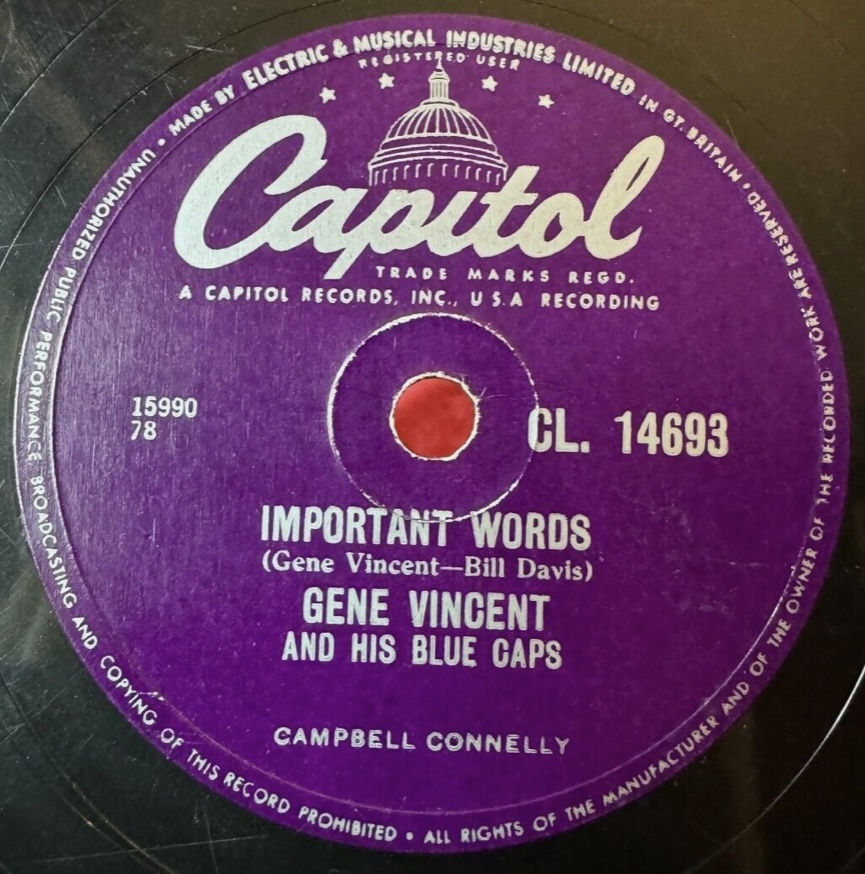 MADE BY ELECTRIC & MUSICAL INDUSTRIES LIMITED IN GT. BRITAIN • ALL RIGHTS OF THE MANUFACTURER AND OF THE OWNER OF THE RECORDED WORK ARE RESERVED • UNAUTHORIZED PUBLIC PERFORMANCE, BROADCASTING AND COPYING OF THIS RECORD PROHIBITED •
REGISTERED USER
Capitol
TRADE MARKS REGD.
A CAPITOL RECORDS, INC., U.S.A RECORDING
15990
78
CL. 14693
IMPORTANT WORDS
(Gene Vincent—Bill Davis)
GENE VINCENT
AND HIS BLUE CAPS
CAMPBELL CONNELLY